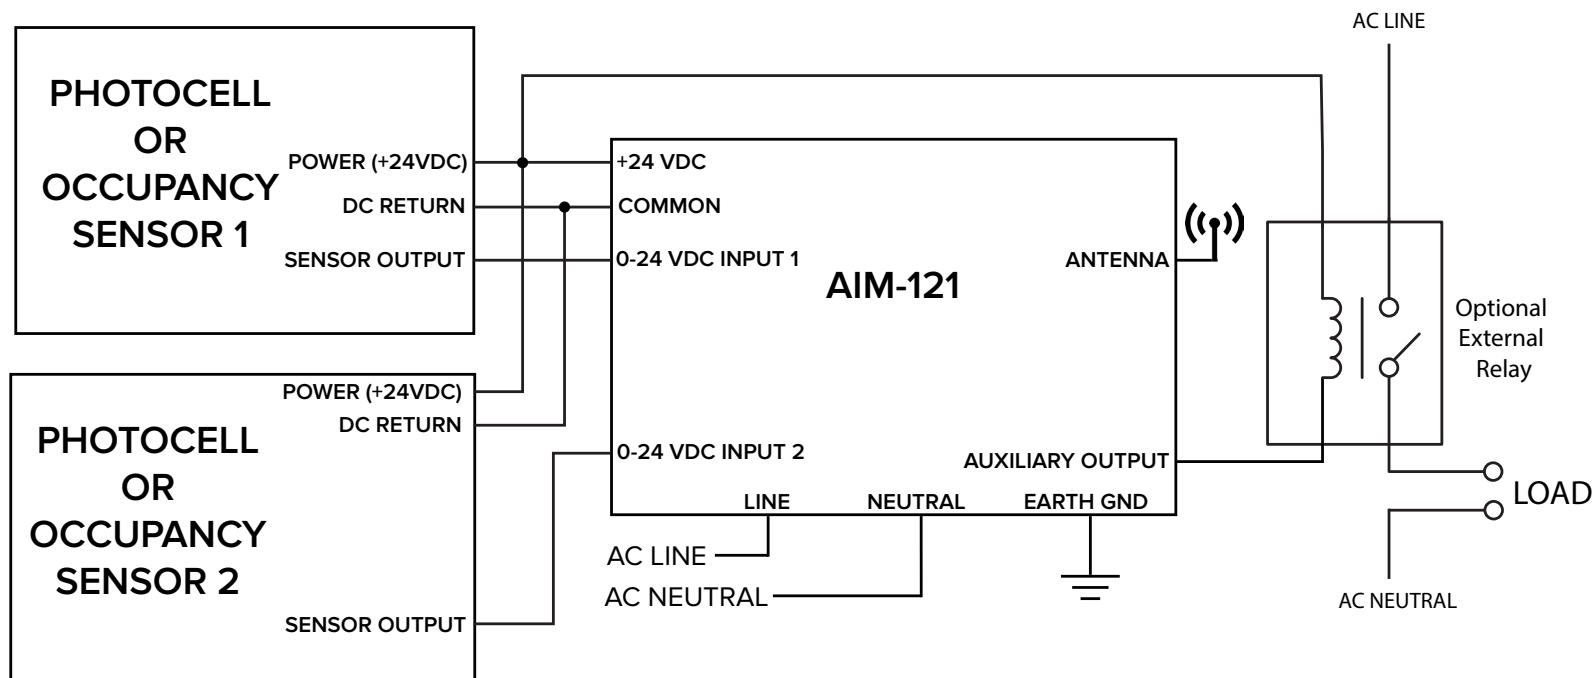 AC LINE
PHOTOCELL
OR
OCCUPANCY
SENSOR 1
POWER (+24VDC)
DC RETURN
SENSOR OUTPUT
+24 VDC
COMMON
0-24 VDC INPUT 1
AIM-121
ANTENNA
Optional
External
Relay
PHOTOCELL
OR
OCCUPANCY
SENSOR 2
POWER (+24VDC)
DC RETURN
SENSOR OUTPUT
0-24 VDC INPUT 2
AUXILIARY OUTPUT
LINE
NEUTRAL
EARTH GND
LOAD
AC LINE
AC NEUTRAL
AC NEUTRAL